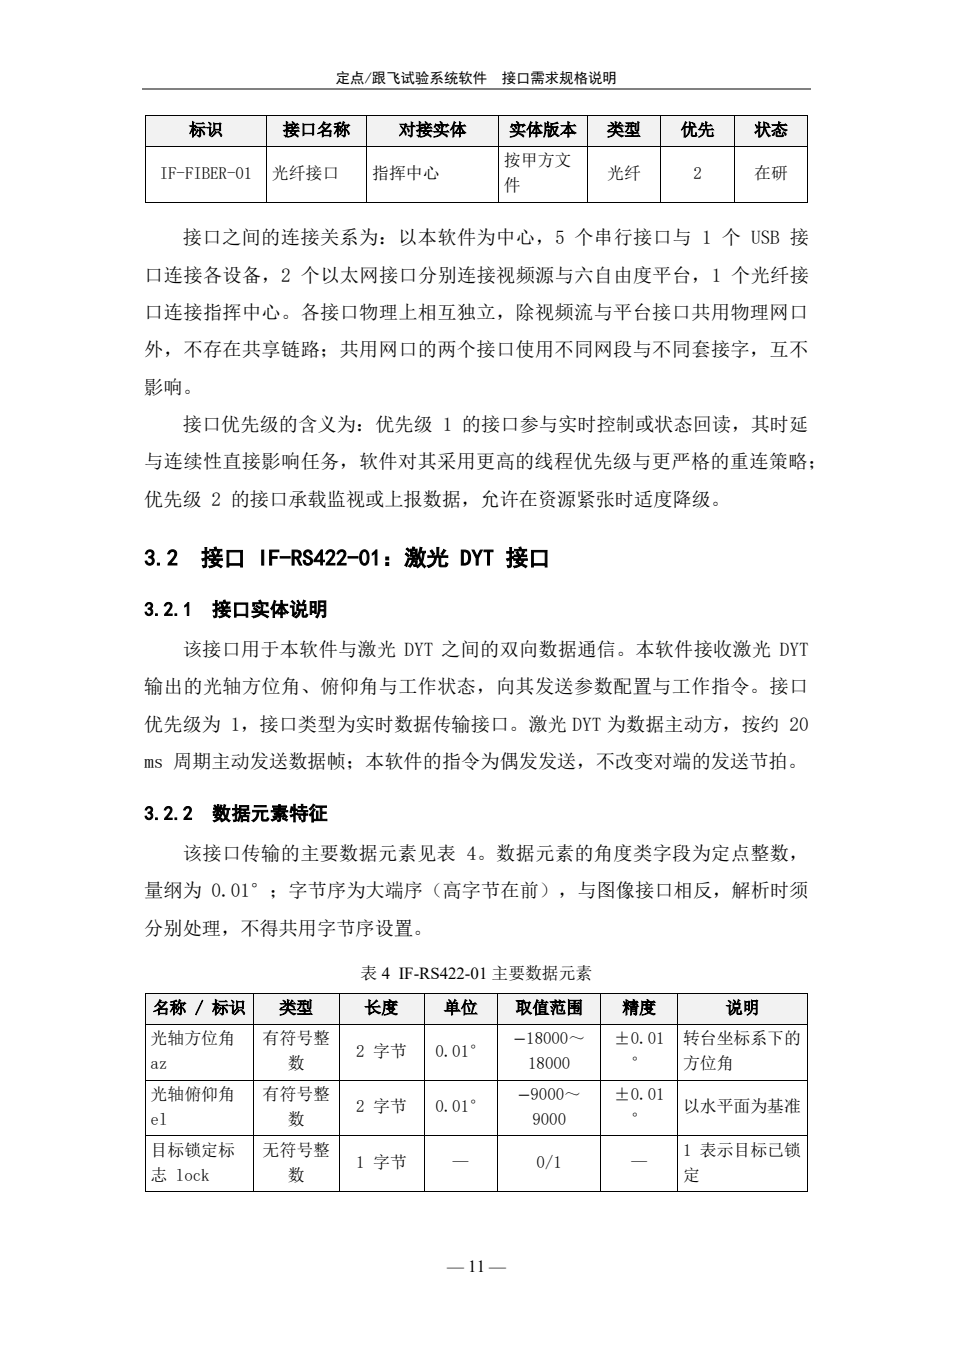 定点/跟飞试验系统软件　接口需求规格说明
标识 接口名称 对接实体 实体版本 类型 优先 状态
IF-FIBER-01 光纤接口 指挥中心 按甲方文件 光纤 2 在研
接口之间的连接关系为：以本软件为中心，5 个串行接口与 1 个 USB 接
口连接各设备，2 个以太网接口分别连接视频源与六自由度平台，1 个光纤接
口连接指挥中心。各接口物理上相互独立，除视频流与平台接口共用物理网口
外，不存在共享链路；共用网口的两个接口使用不同网段与不同套接字，互不
影响。
接口优先级的含义为：优先级 1 的接口参与实时控制或状态回读，其时延
与连续性直接影响任务，软件对其采用更高的线程优先级与更严格的重连策略；
优先级 2 的接口承载监视或上报数据，允许在资源紧张时适度降级。
3.2　接口 IF-RS422-01：激光 DYT 接口
3.2.1　接口实体说明
该接口用于本软件与激光 DYT 之间的双向数据通信。本软件接收激光 DYT
输出的光轴方位角、俯仰角与工作状态，向其发送参数配置与工作指令。接口
优先级为 1，接口类型为实时数据传输接口。激光 DYT 为数据主动方，按约 20
ms 周期主动发送数据帧；本软件的指令为偶发发送，不改变对端的发送节拍。
3.2.2　数据元素特征
该接口传输的主要数据元素见表 4。数据元素的角度类字段为定点整数，
量纲为 0.01°；字节序为大端序（高字节在前），与图像接口相反，解析时须
分别处理，不得共用字节序设置。
表 4 IF-RS422-01 主要数据元素
名称 / 标识 类型 长度 单位 取值范围 精度 说明
光轴方位角 az 有符号整数 2 字节 0.01° −18000～18000 ±0.01° 转台坐标系下的方位角
光轴俯仰角 el 有符号整数 2 字节 0.01° −9000～9000 ±0.01° 以水平面为基准
目标锁定标志 lock 无符号整数 1 字节 — 0/1 — 1 表示目标已锁定
— 11 —